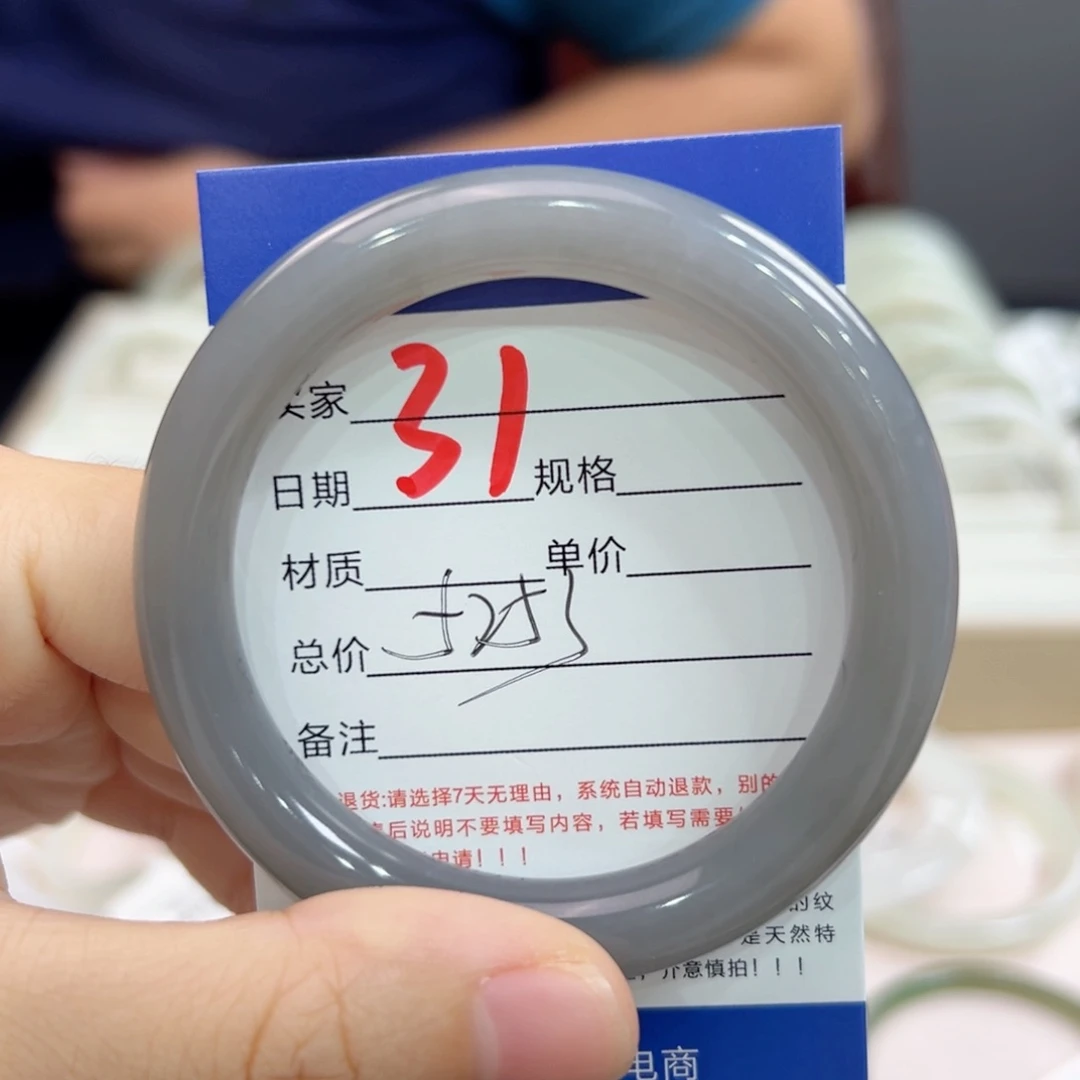 家 31
日期 规格
材质 单价
总价
备注
退货:请选择7天无理由，系统自动退款，别的
后说明不要填写内容，若填写需要
申请！！！
的纹
是天然特
介意慎拍！！！
电商